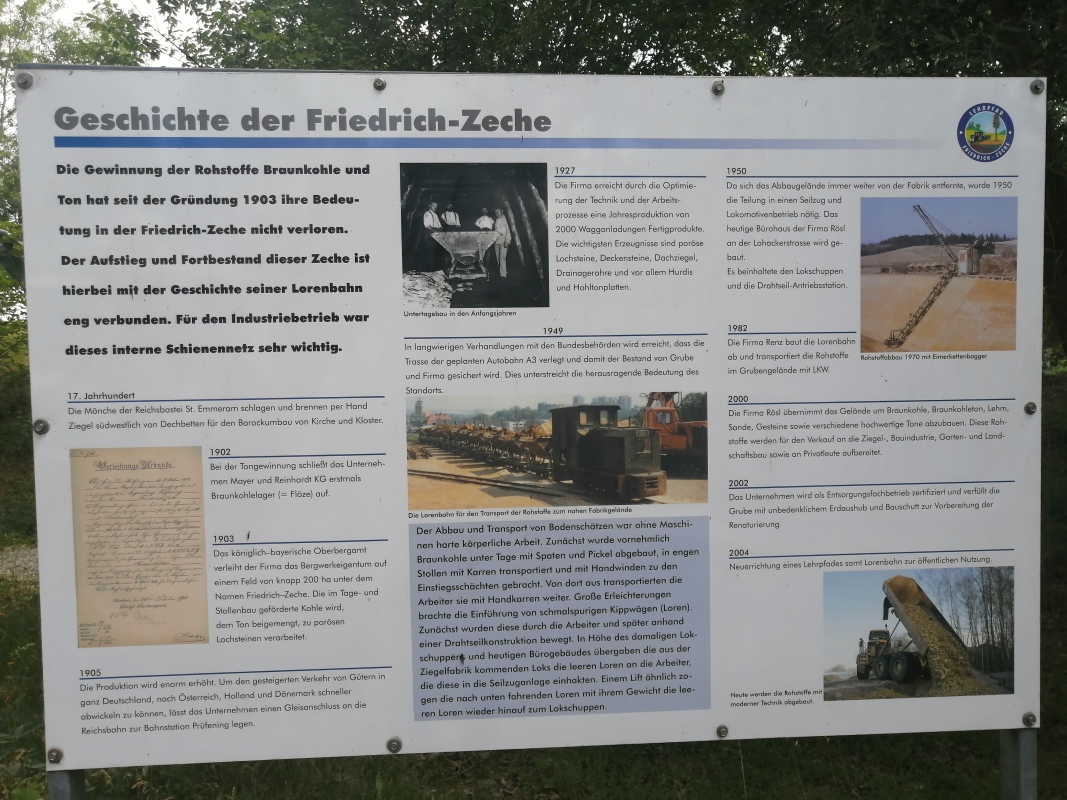 Geschichte der Friedrich-Zeche
LEHRPFAD
FRIEDRICH-ZECHE
Die Gewinnung der Rohstoffe Braunkohle und
Ton hat seit der Gründung 1903 ihre Bedeu-
tung in der Friedrich-Zeche nicht verloren.
Der Aufstieg und Fortbestand dieser Zeche ist
hierbei mit der Geschichte seiner Lorenbahn
eng verbunden. Für den Industriebetrieb war
dieses interne Schienennetz sehr wichtig.
17. Jahrhundert
Die Mönche der Reichsbastei St. Emmeram schlagen und brennen per Hand
Ziegel südwestlich von Dechbetten für den Barockumbau von Kirche und Kloster.
Verleihungs Urkunde
1902
Bei der Tongewinnung schließt das Unterneh-
men Mayer und Reinhardt KG erstmals
Braunkohlelager (= Flöze) auf.
1903
Das königlich-bayerische Oberbergamt
verleiht der Firma das Bergwerkeigentum auf
einem Feld von knapp 200 ha unter dem
Namen Friedrich-Zeche. Die im Tage- und
Stollenbau geförderte Kohle wird,
dem Ton beigemengt, zu porösen
Lochsteinen verarbeitet.
1905
Die Produktion wird enorm erhöht. Um den gesteigerten Verkehr von Gütern in
ganz Deutschland, nach Österreich, Holland und Dänemark schneller
abwickeln zu können, lässt das Unternehmen einen Gleisanschluss an die
Reichsbahn zur Bahnstation Prüfening legen.
Untertagebau in den Anfangsjahren
1927
Die Firma erreicht durch die Optimie-
rung der Technik und der Arbeits-
prozesse eine Jahresproduktion von
2000 Waggonladungen Fertigprodukte.
Die wichtigsten Erzeugnisse sind poröse
Lochsteine, Deckensteine, Dachziegel,
Drainagerohre und vor allem Hurdis
und Hohltonplatten.
1949
In langwierigen Verhandlungen mit den Bundesbehörden wird erreicht, dass die
Trasse der geplanten Autobahn A3 verlegt und damit der Bestand von Grube
und Firma gesichert wird. Dies unterstreicht die herausragende Bedeutung des
Standorts.
Die Lorenbahn für den Transport der Rohstoffe zum nahen Fabrikgelände
Der Abbau und Transport von Bodenschätzen war ohne Maschi-
nen harte körperliche Arbeit. Zunächst wurde vornehmlich
Braunkohle unter Tage mit Spaten und Pickel abgebaut, in engen
Stollen mit Karren transportiert und mit Handwinden zu den
Einstiegsschächten gebracht. Von dort aus transportierten die
Arbeiter sie mit Handkarren weiter. Große Erleichterungen
brachte die Einführung von schmalspurigen Kippwägen (Loren).
Zunächst wurden diese durch die Arbeiter und später anhand
einer Drahtseilkonstruktion bewegt. In Höhe des damaligen Lok-
schuppens und heutigen Bürogebäudes übergaben die aus der
Ziegelfabrik kommenden Loks die leeren Loren an die Arbeiter,
die diese in die Seilzuganlage einhakten. Einem Lift ähnlich zo-
gen die nach unten fahrenden Loren mit ihrem Gewicht die lee-
ren Loren wieder hinauf zum Lokschuppen.
1950
Da sich das Abbaugelände immer weiter von der Fabrik entfernte, wurde 1950
die Teilung in einen Seilzug und
Lokomotivenbetrieb nötig. Das
heutige Bürohaus der Firma Rösl
an der Lohackerstrasse wird ge-
baut.
Es beinhaltete den Lokschuppen
und die Drahtseil-Antriebsstation.
Rohstoffabbau 1970 mit Eimerkettenbagger
1982
Die Firma Renz baut die Lorenbahn
ab und transportiert die Rohstoffe
im Grubengelände mit LKW.
2000
Die Firma Rösl übernimmt das Gelände um Braunkohle, Braunkohleton, Lehm,
Sande, Gesteine sowie verschiedene hochwertige Tone abzubauen. Diese Roh-
stoffe werden für den Verkauf an die Ziegel-, Bauindustrie, Garten- und Land-
schaftsbau sowie an Privatleute aufbereitet.
2002
Das Unternehmen wird als Entsorgungsfachbetrieb zertifiziert und verfüllt die
Grube mit unbedenklichem Erdaushub und Bauschutt zur Vorbereitung der
Renaturierung.
2004
Neuerrichtung eines Lehrpfades samt Lorenbahn zur öffentlichen Nutzung.
Heute werden die Rohstoffe mit
moderner Technik abgebaut